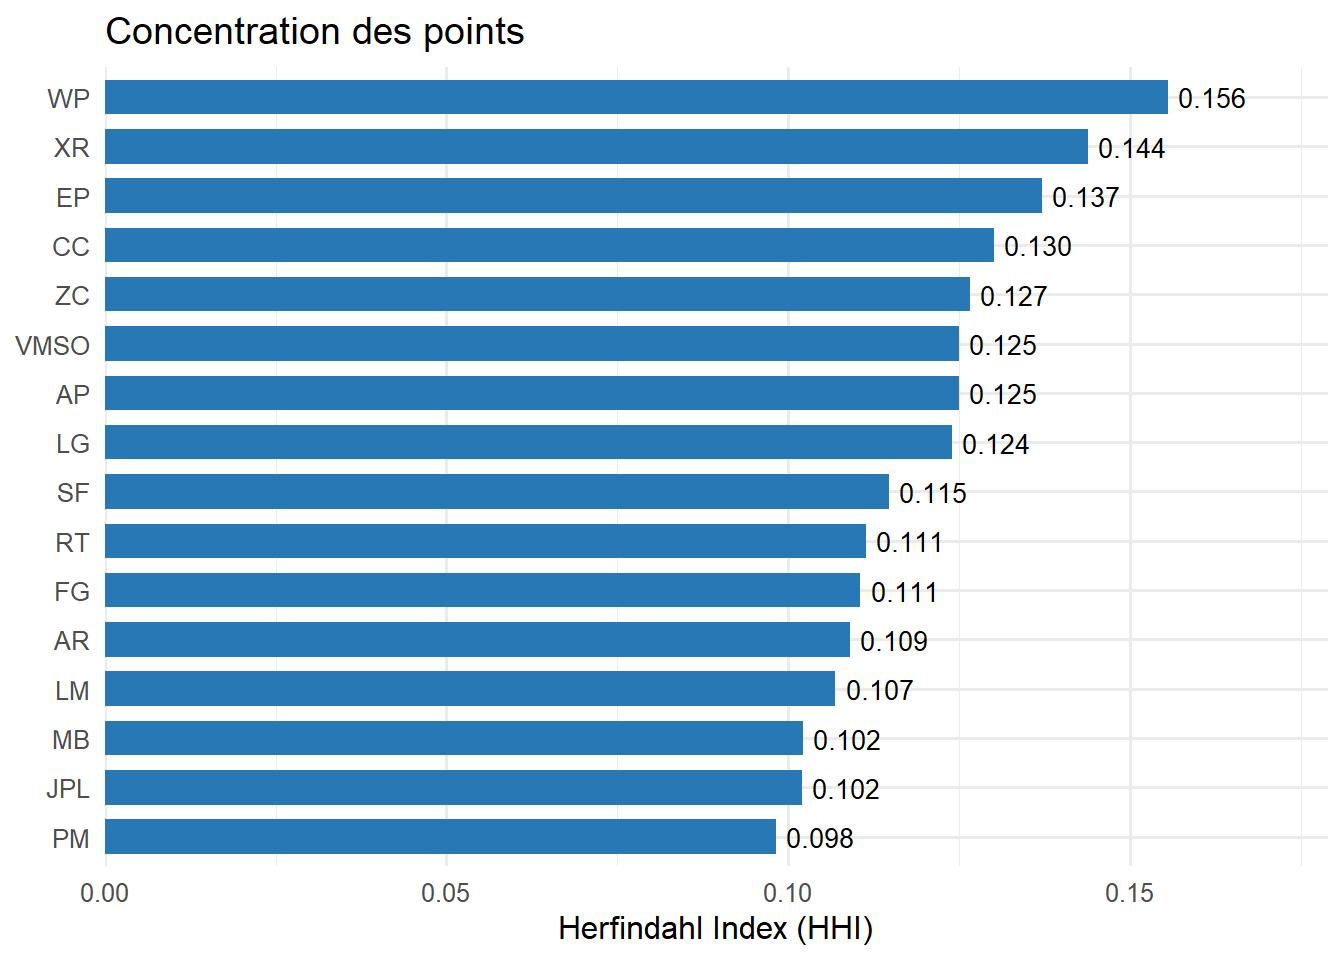 Concentration des points
WP 0.156
XR 0.144
EP 0.137
CC 0.130
ZC 0.127
VMSO 0.125
AP 0.125
LG 0.124
SF 0.115
RT 0.111
FG 0.111
AR 0.109
LM 0.107
MB 0.102
JPL 0.102
PM 0.098
0.00 0.05 0.10 0.15
Herfindahl Index (HHI)